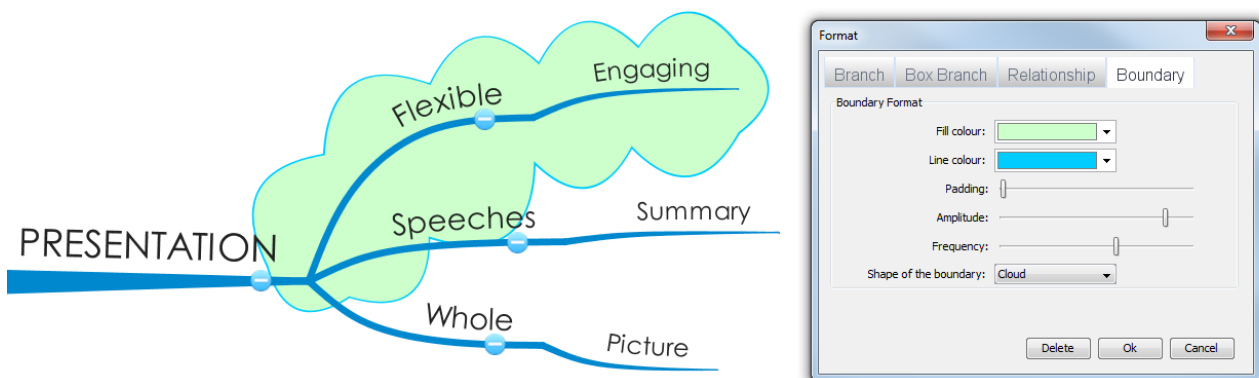 Engaging
Flexible
Speeches
Summary
PRESENTATION
Whole
Picture
Format
Branch
Box Branch
Relationship
Boundary
Boundary Format
Fill colour:
Line colour:
Padding:
Amplitude:
Frequency:
Shape of the boundary: Cloud
Delete Ok Cancel